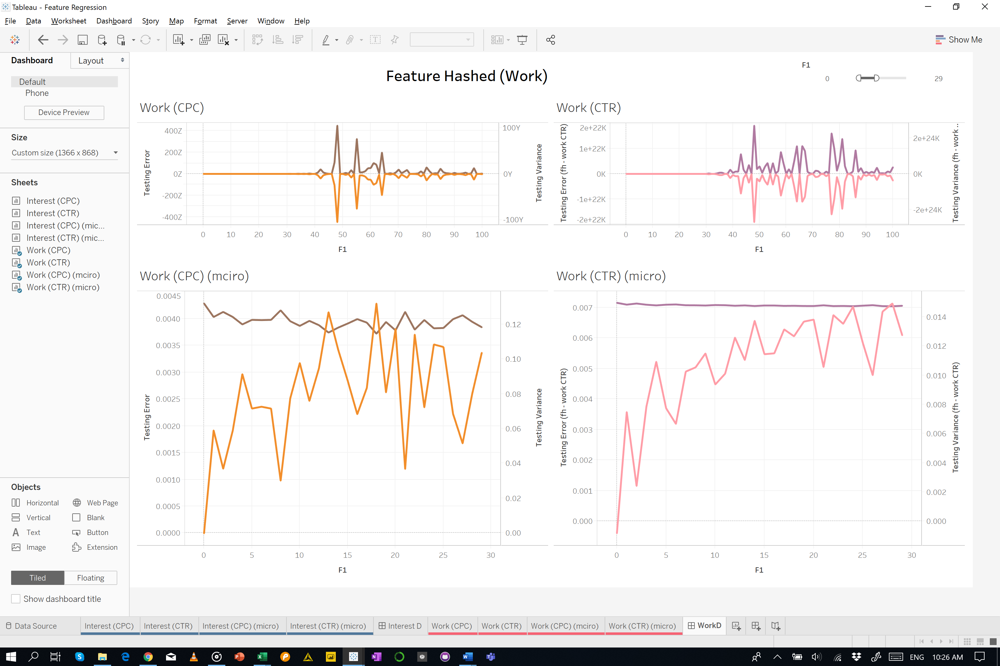 Tableau - Feature Regression
File Data Worksheet Dashboard Story Map Format Server Window Help
Show Me
Dashboard Layout
Default
Phone
Device Preview
Size
Custom size (1366 x 868)
Sheets
Interest (CPC)
Interest (CTR)
Interest (CPC) (mic...
Interest (CTR) (mic...
Work (CPC)
Work (CTR)
Work (CPC) (mciro)
Work (CTR) (micro)
Objects
Horizontal Web Page
Vertical Blank
Text Button
Image Extension
Tiled Floating
Show dashboard title
Feature Hashed (Work)
F1
0 29
Work (CPC)
Testing Error
400Z
200Z
0Z
-200Z
-400Z
100Y
0Y
-100Y
Testing Variance
0 10 20 30 40 50 60 70 80 90 100
F1
Work (CTR)
Testing Error (fh - work CTR)
2e+22K
1e+22K
0K
-1e+22K
-2e+22K
2e+24K
0K
-2e+24K
Testing Variance (fh - work ..
0 10 20 30 40 50 60 70 80 90 100
F1
Work (CPC) (mciro)
Testing Error
0.0045
0.0040
0.0035
0.0030
0.0025
0.0020
0.0015
0.0010
0.0005
0.0000
0.12
0.10
0.08
0.06
0.04
0.02
0.00
Testing Variance
0 5 10 15 20 25 30
F1
Work (CTR) (micro)
Testing Error (fh - work CTR)
0.007
0.006
0.005
0.004
0.003
0.002
0.001
0.000
0.014
0.012
0.010
0.008
0.006
0.004
0.002
0.000
Testing Variance (fh - work CTR)
0 5 10 15 20 25 30
F1
Data Source Interest (CPC) Interest (CTR) Interest (CPC) (micro) Interest (CTR) (micro) Interest D Work (CPC) Work (CTR) Work (CPC) (mciro) Work (CTR) (micro) WorkD
ENG 10:26 AM